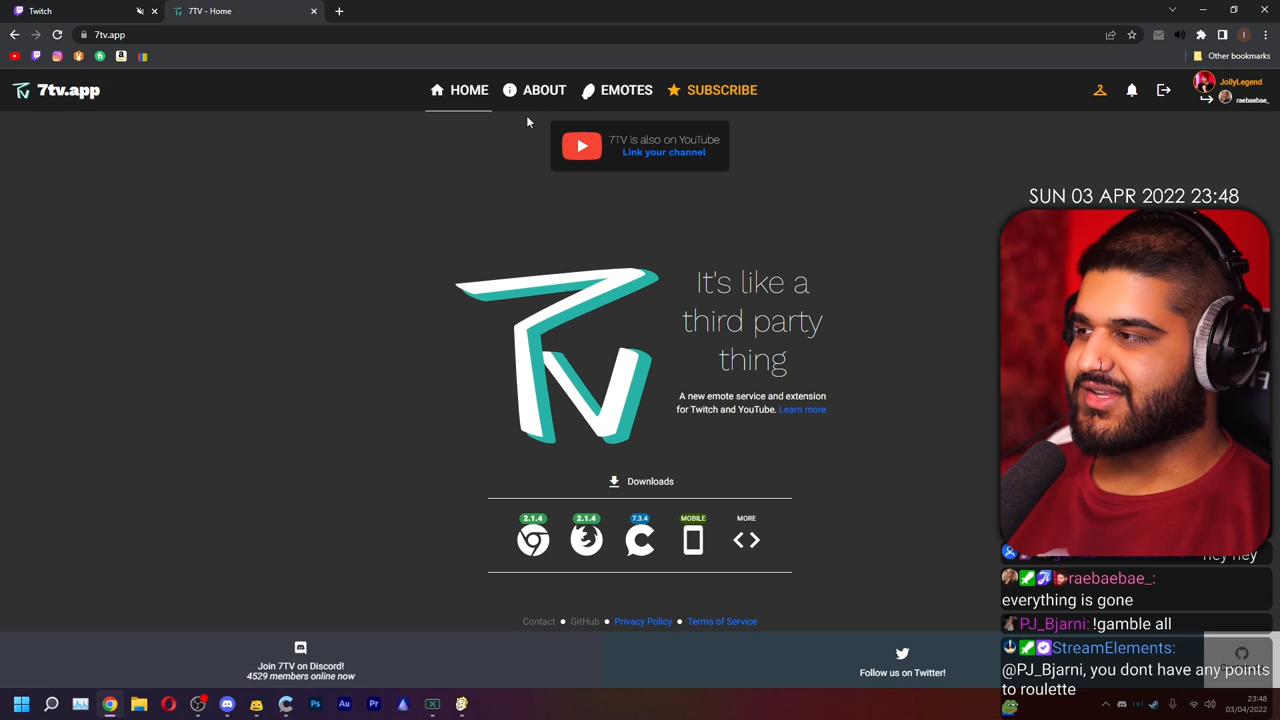 Twitch
7TV - Home
7tv.app
Other bookmarks
7tv.app
HOME
ABOUT
EMOTES
SUBSCRIBE
JollyLegend
raebaebae_
7TV is also on YouTube
Link your channel
SUN 03 APR 2022 23:48
It's like a
third party
thing
A new emote service and extension
for Twitch and YouTube. Learn more.
Downloads
2.1.4
2.1.4
7.3.4
MOBILE
MORE
hey hey
raebaebae_:
everything is gone
PJ_Bjarni: !gamble all
StreamElements:
@PJ_Bjarni, you dont have any points
to roulette
Contact • GitHub • Privacy Policy • Terms of Service
Join 7TV on Discord!
4529 members online now
Follow us on Twitter!
23:48
03/04/2022